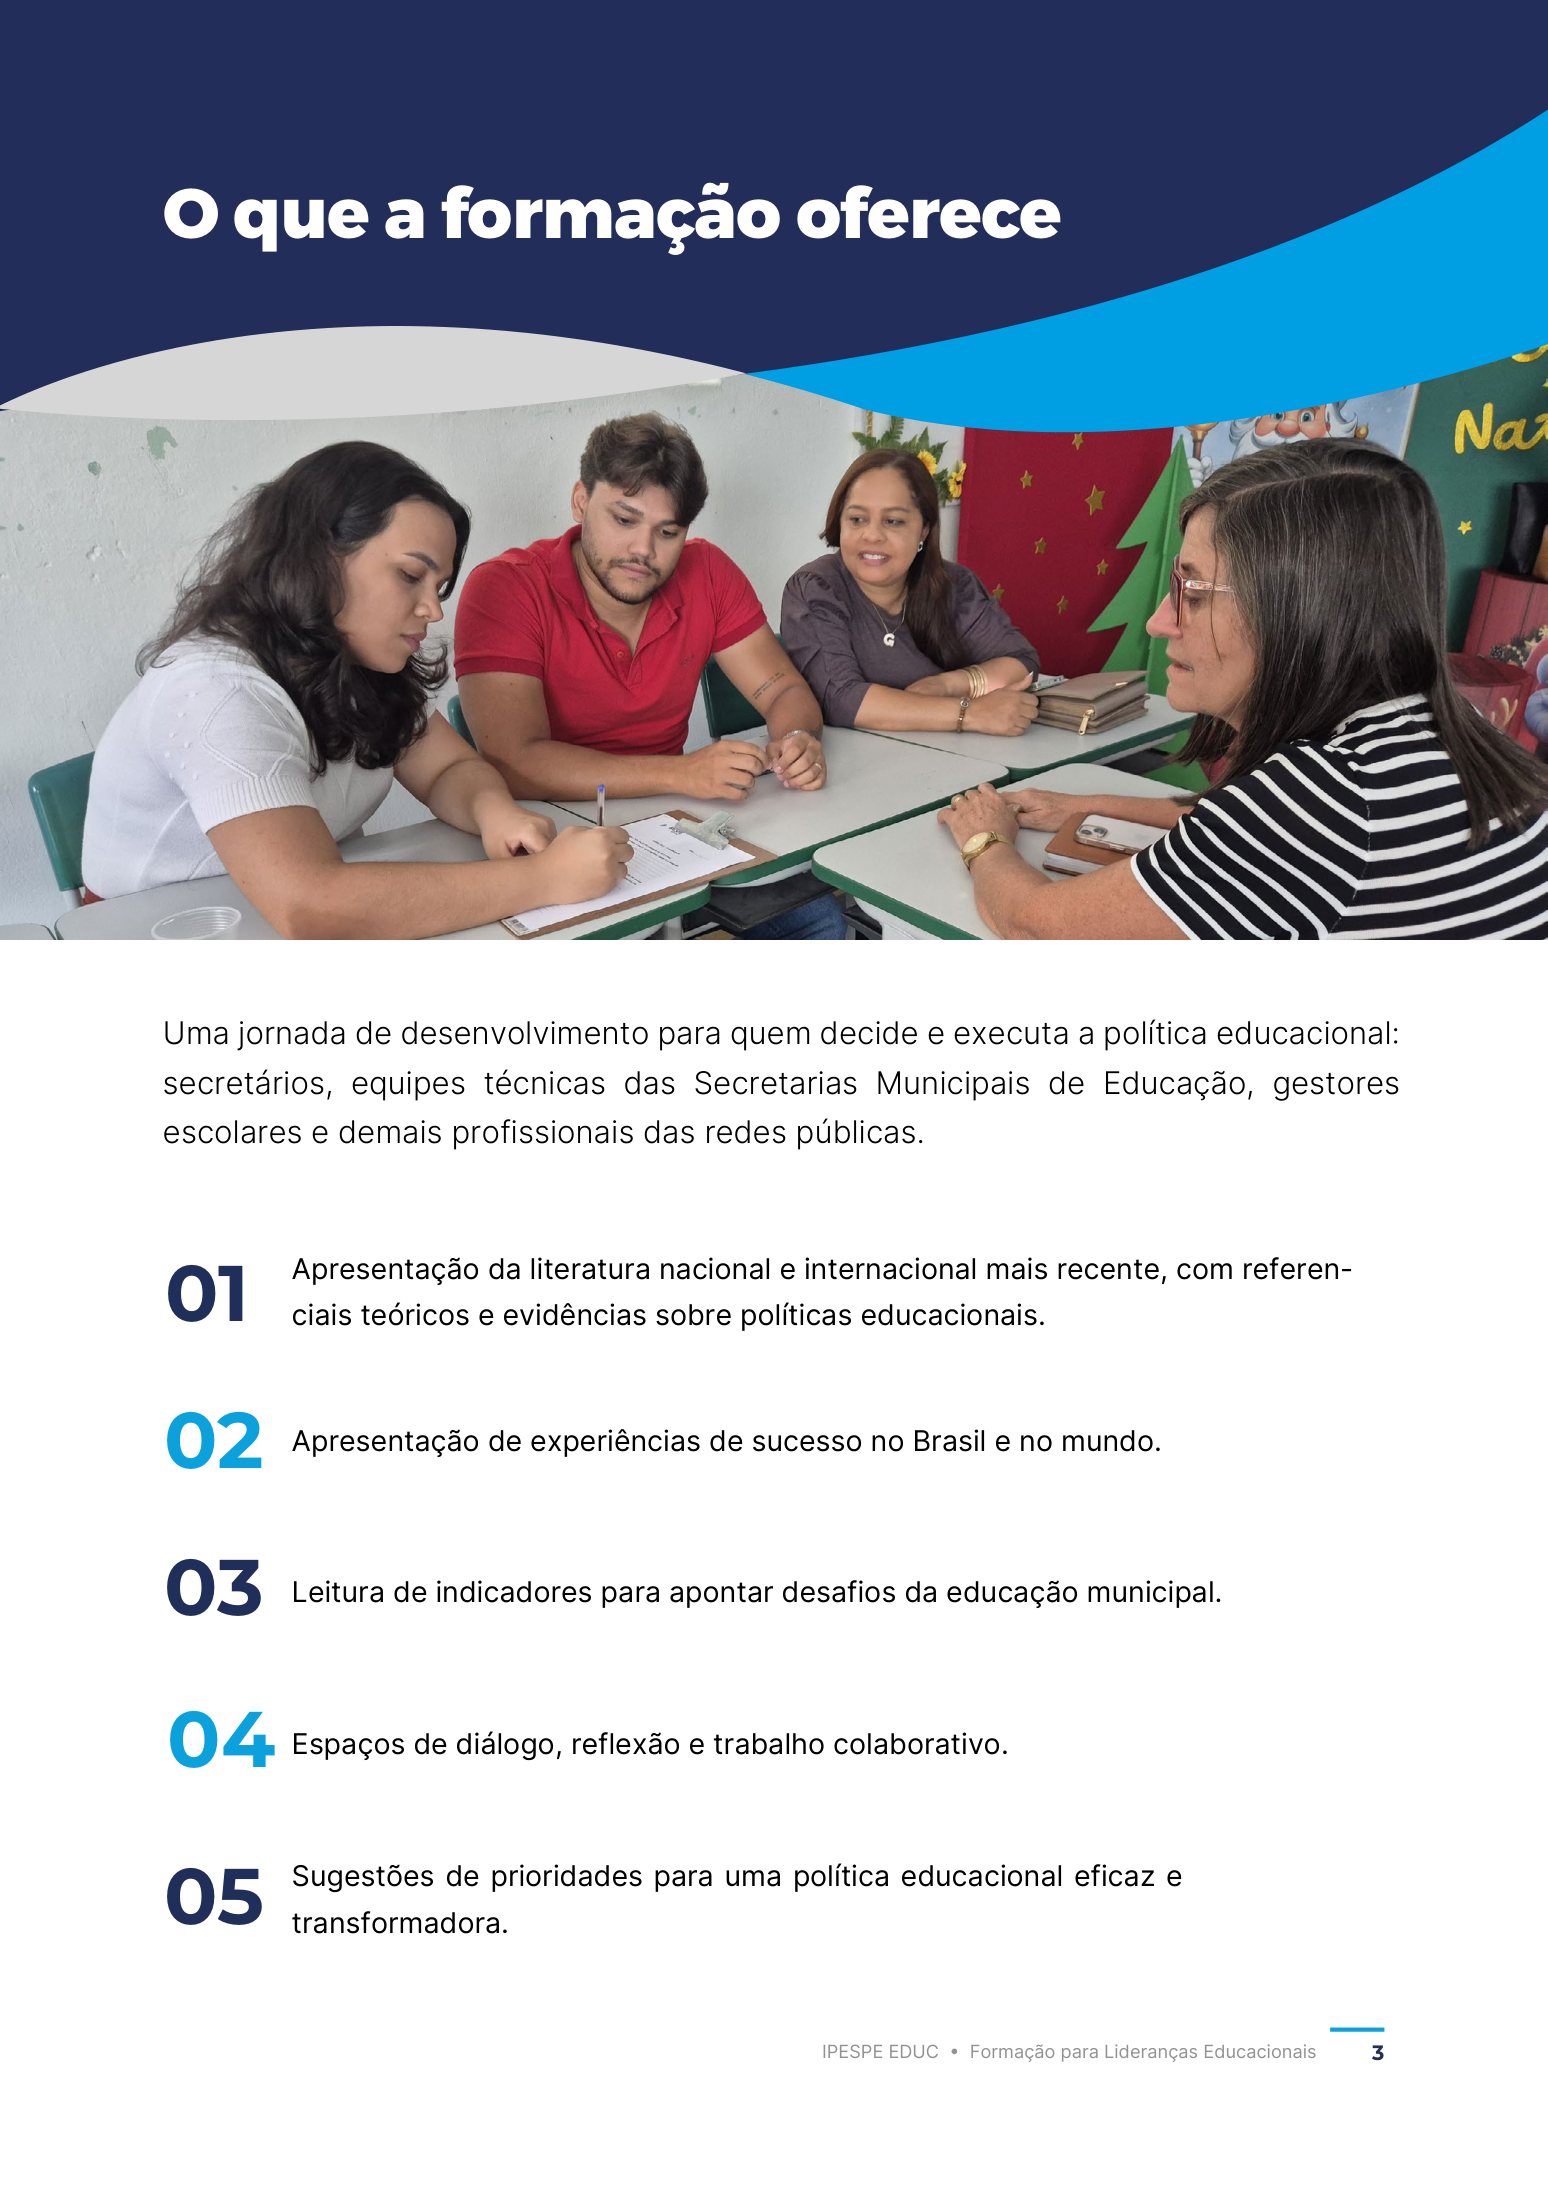 O que a formação oferece
Uma jornada de desenvolvimento para quem decide e executa a política educacional:
secretários, equipes técnicas das Secretarias Municipais de Educação, gestores
escolares e demais profissionais das redes públicas.
01
Apresentação da literatura nacional e internacional mais recente, com referen-
ciais teóricos e evidências sobre políticas educacionais.
02
Apresentação de experiências de sucesso no Brasil e no mundo.
03
Leitura de indicadores para apontar desafios da educação municipal.
04
Espaços de diálogo, reflexão e trabalho colaborativo.
05
Sugestões de prioridades para uma política educacional eficaz e
transformadora.
IPESPE EDUC • Formação para Lideranças Educacionais
3